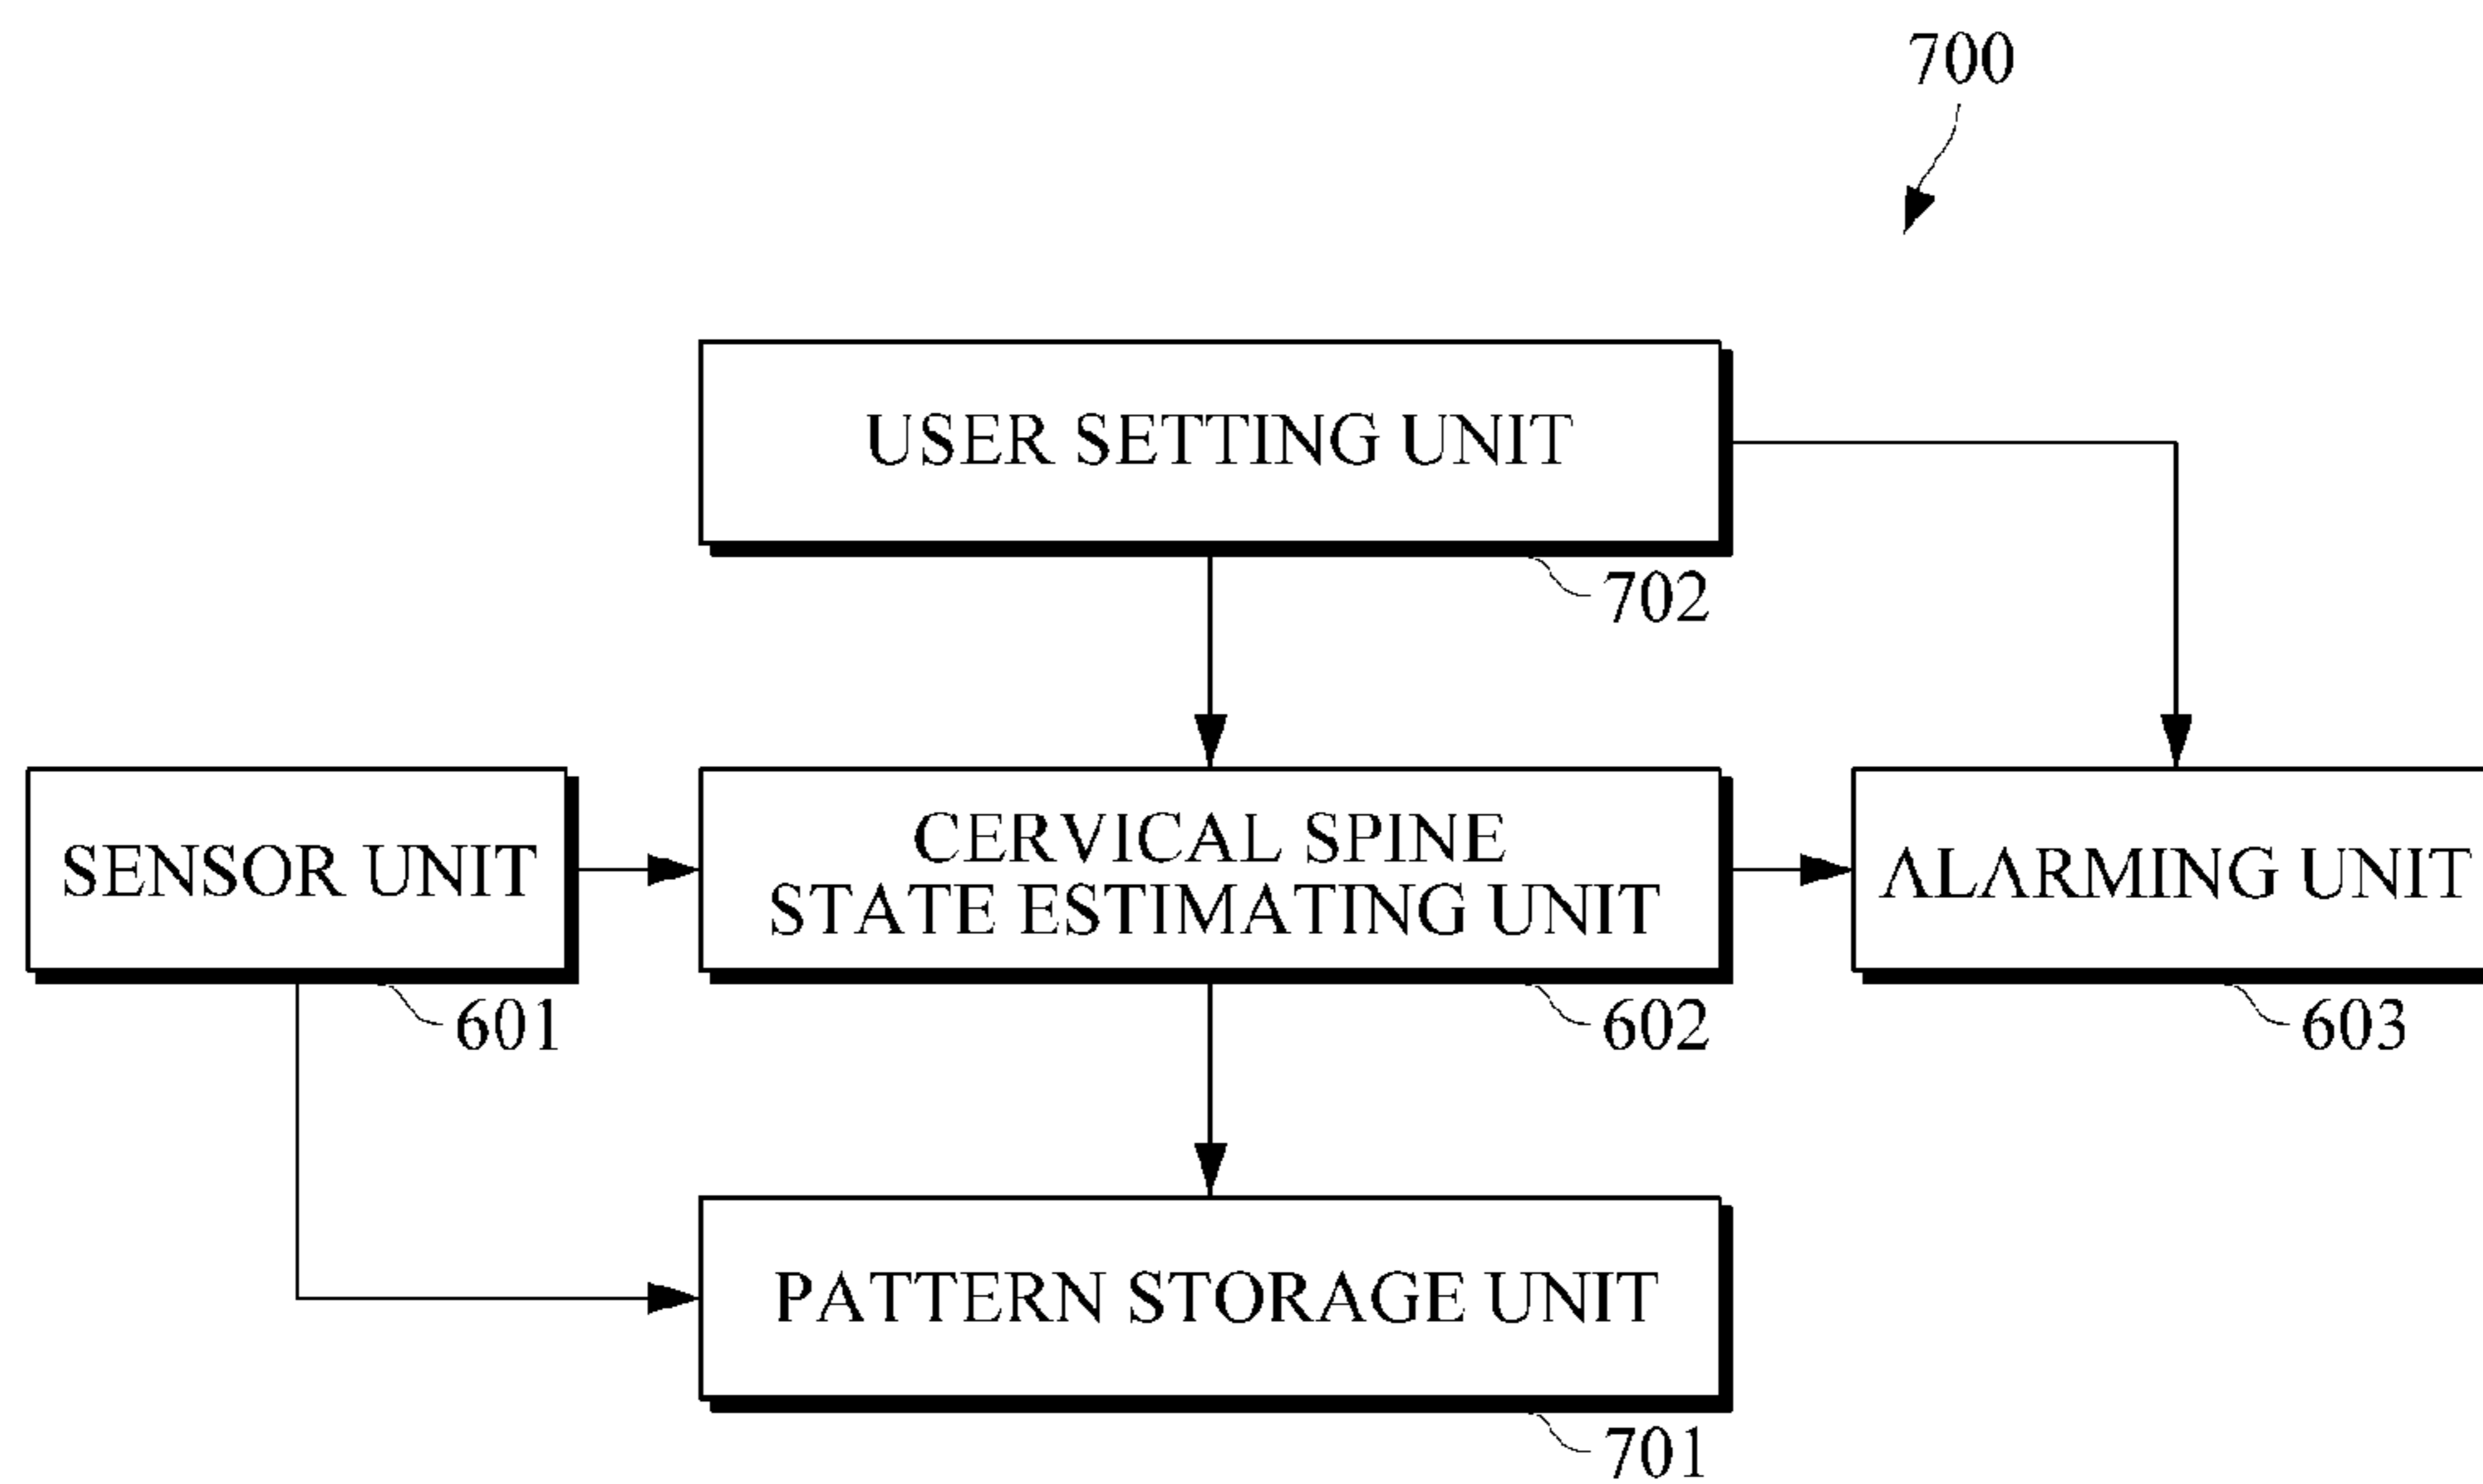 700
USER SETTING UNIT
702
SENSOR UNIT
601
CERVICAL SPINE
STATE ESTIMATING UNIT
602
ALARMING UNIT
603
PATTERN STORAGE UNIT
701